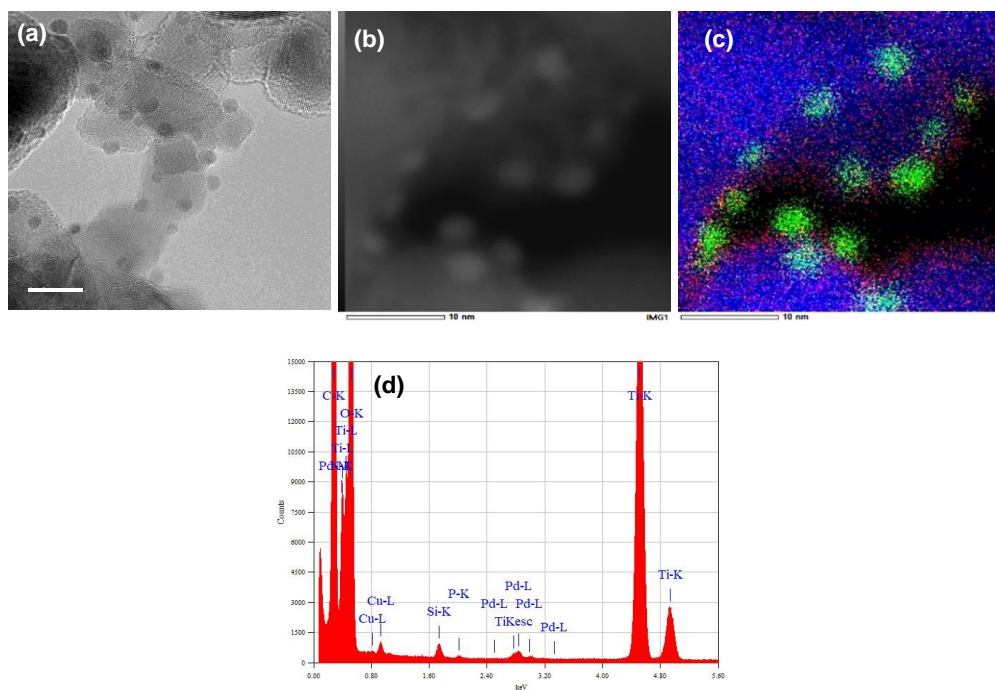 (a)
(b)
(c)
10 nm
IMG1
10 nm
(d)
15000
13500
12000
10500
9000
7500
6000
4500
3000
1500
0
Counts
C-K
O-K
Ti-L
Ti-L
Ti-K
Ti-K
Cu-L
Cu-L
Si-K
P-K
Pd-L
Pd-L
TiKesc
Pd-L
Pd-L
0.00 0.80 1.60 2.40 3.20 4.00 4.80 5.60
keV